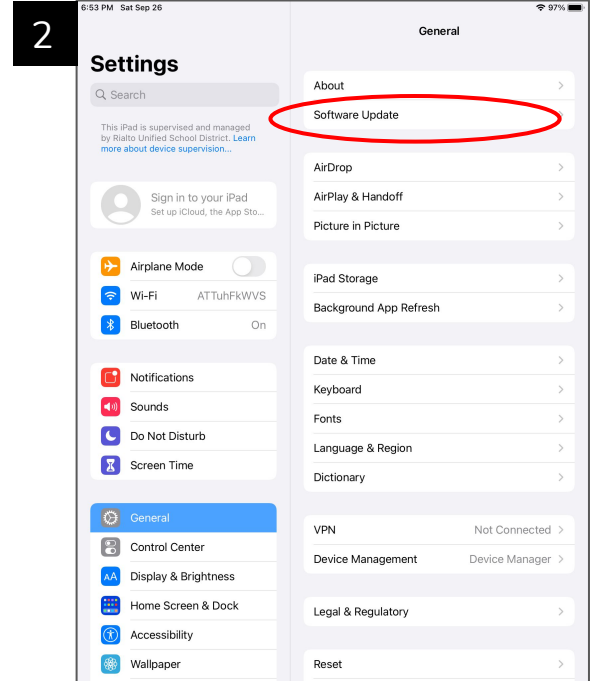 2
6:53 PM Sat Sep 26
97%
Settings
Search
This iPad is supervised and managed
by Rialto Unified School District. Learn
more about device supervision...
Sign in to your iPad
Set up iCloud, the App Sto...
Airplane Mode
Wi-Fi ATTuhFkWVS
Bluetooth On
Notifications
Sounds
Do Not Disturb
Screen Time
General
Control Center
AA Display & Brightness
Home Screen & Dock
Accessibility
Wallpaper
General
About
Software Update
AirDrop
AirPlay & Handoff
Picture in Picture
iPad Storage
Background App Refresh
Date & Time
Keyboard
Fonts
Language & Region
Dictionary
VPN Not Connected
Device Management Device Manager
Legal & Regulatory
Reset